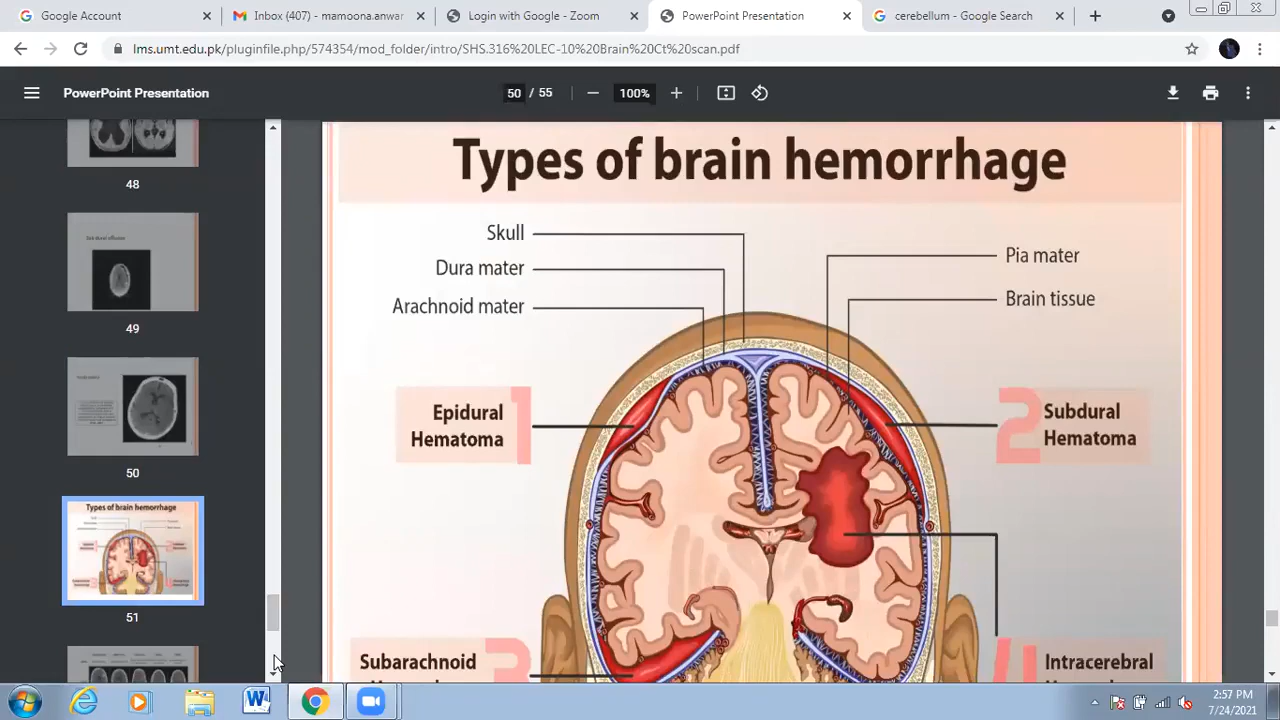 Google Account
Inbox (407) - mamoona.anwar
Login with Google - Zoom
PowerPoint Presentation
cerebellum - Google Search
lms.umt.edu.pk/pluginfile.php/574354/mod_folder/intro/SHS.316%20LEC-10%20Brain%20Ct%20scan.pdf
PowerPoint Presentation
50 / 55
100%
48
49
50
Types of brain hemorrhage
51
Types of brain hemorrhage
Skull
Dura mater
Arachnoid mater
Pia mater
Brain tissue
Epidural
Hematoma
1
2
Subdural
Hematoma
Subarachnoid
3
4
Intracerebral
2:57 PM
7/24/2021